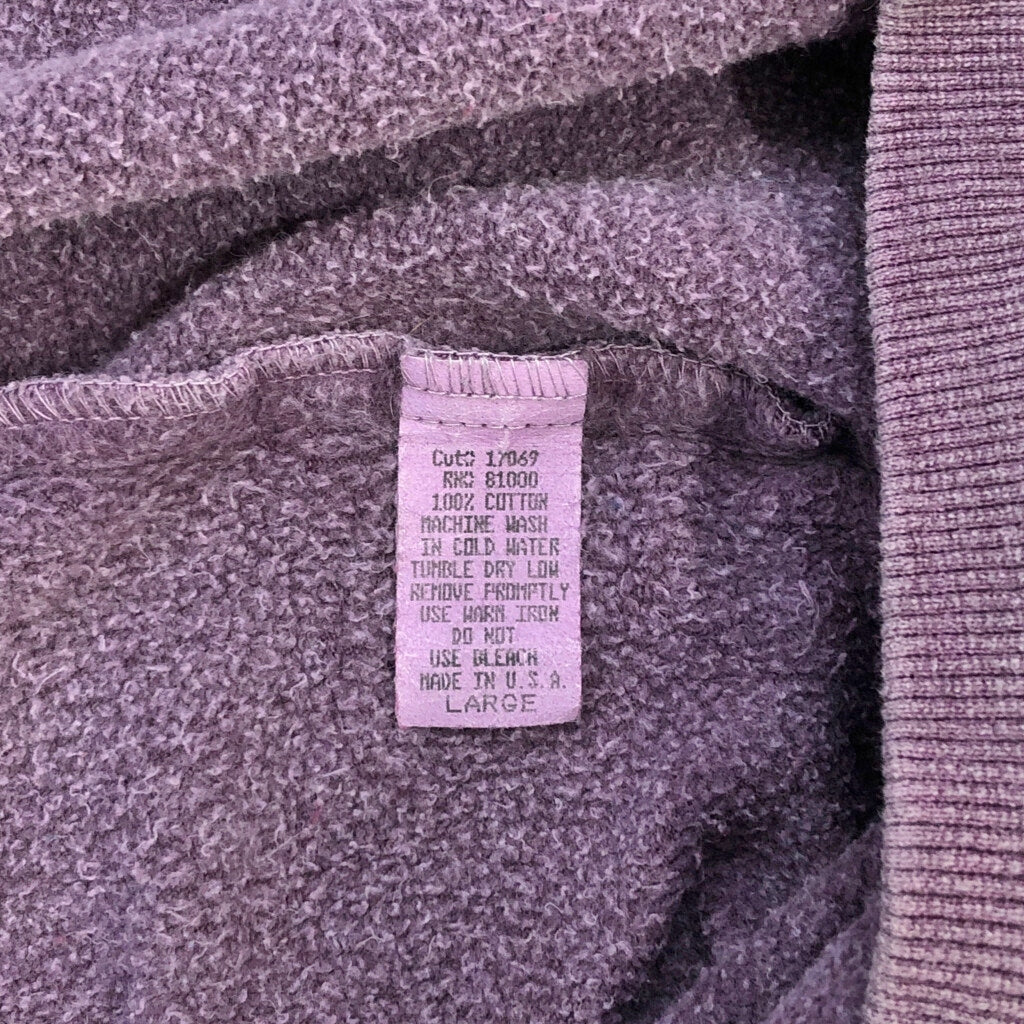 Cut# 17069
RN# 81000
100% COTTON
MACHINE WASH
IN COLD WATER
TUMBLE DRY LOW
REMOVE PROMPTLY
USE WARM IRON
DO NOT
USE BLEACH
MADE IN U.S.A.
LARGE